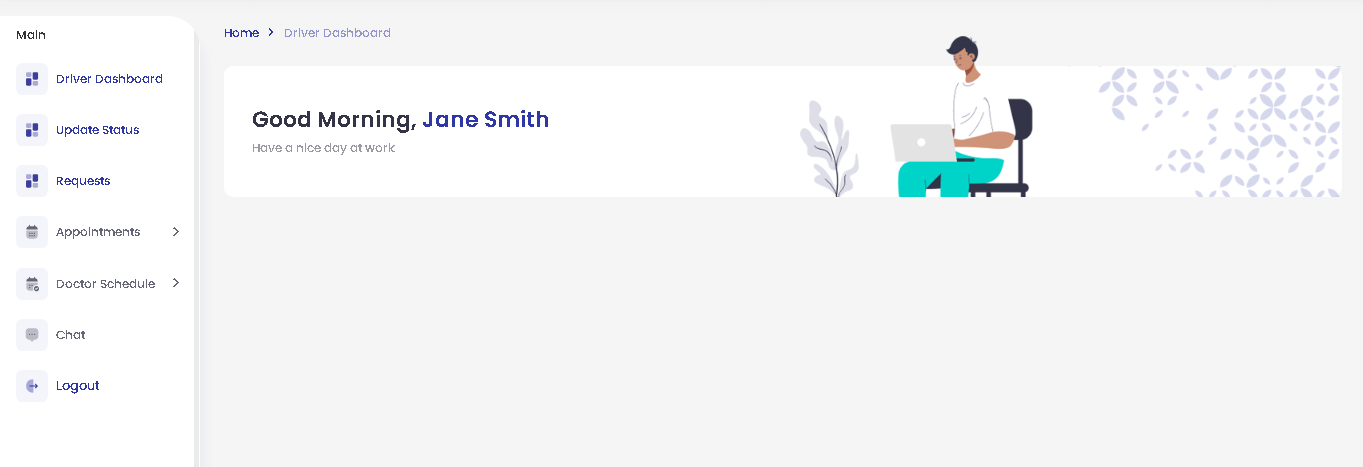 Main
Driver Dashboard
Update Status
Requests
Appointments
Doctor Schedule
Chat
Logout
Home > Driver Dashboard
Good Morning, Jane Smith
Have a nice day at work